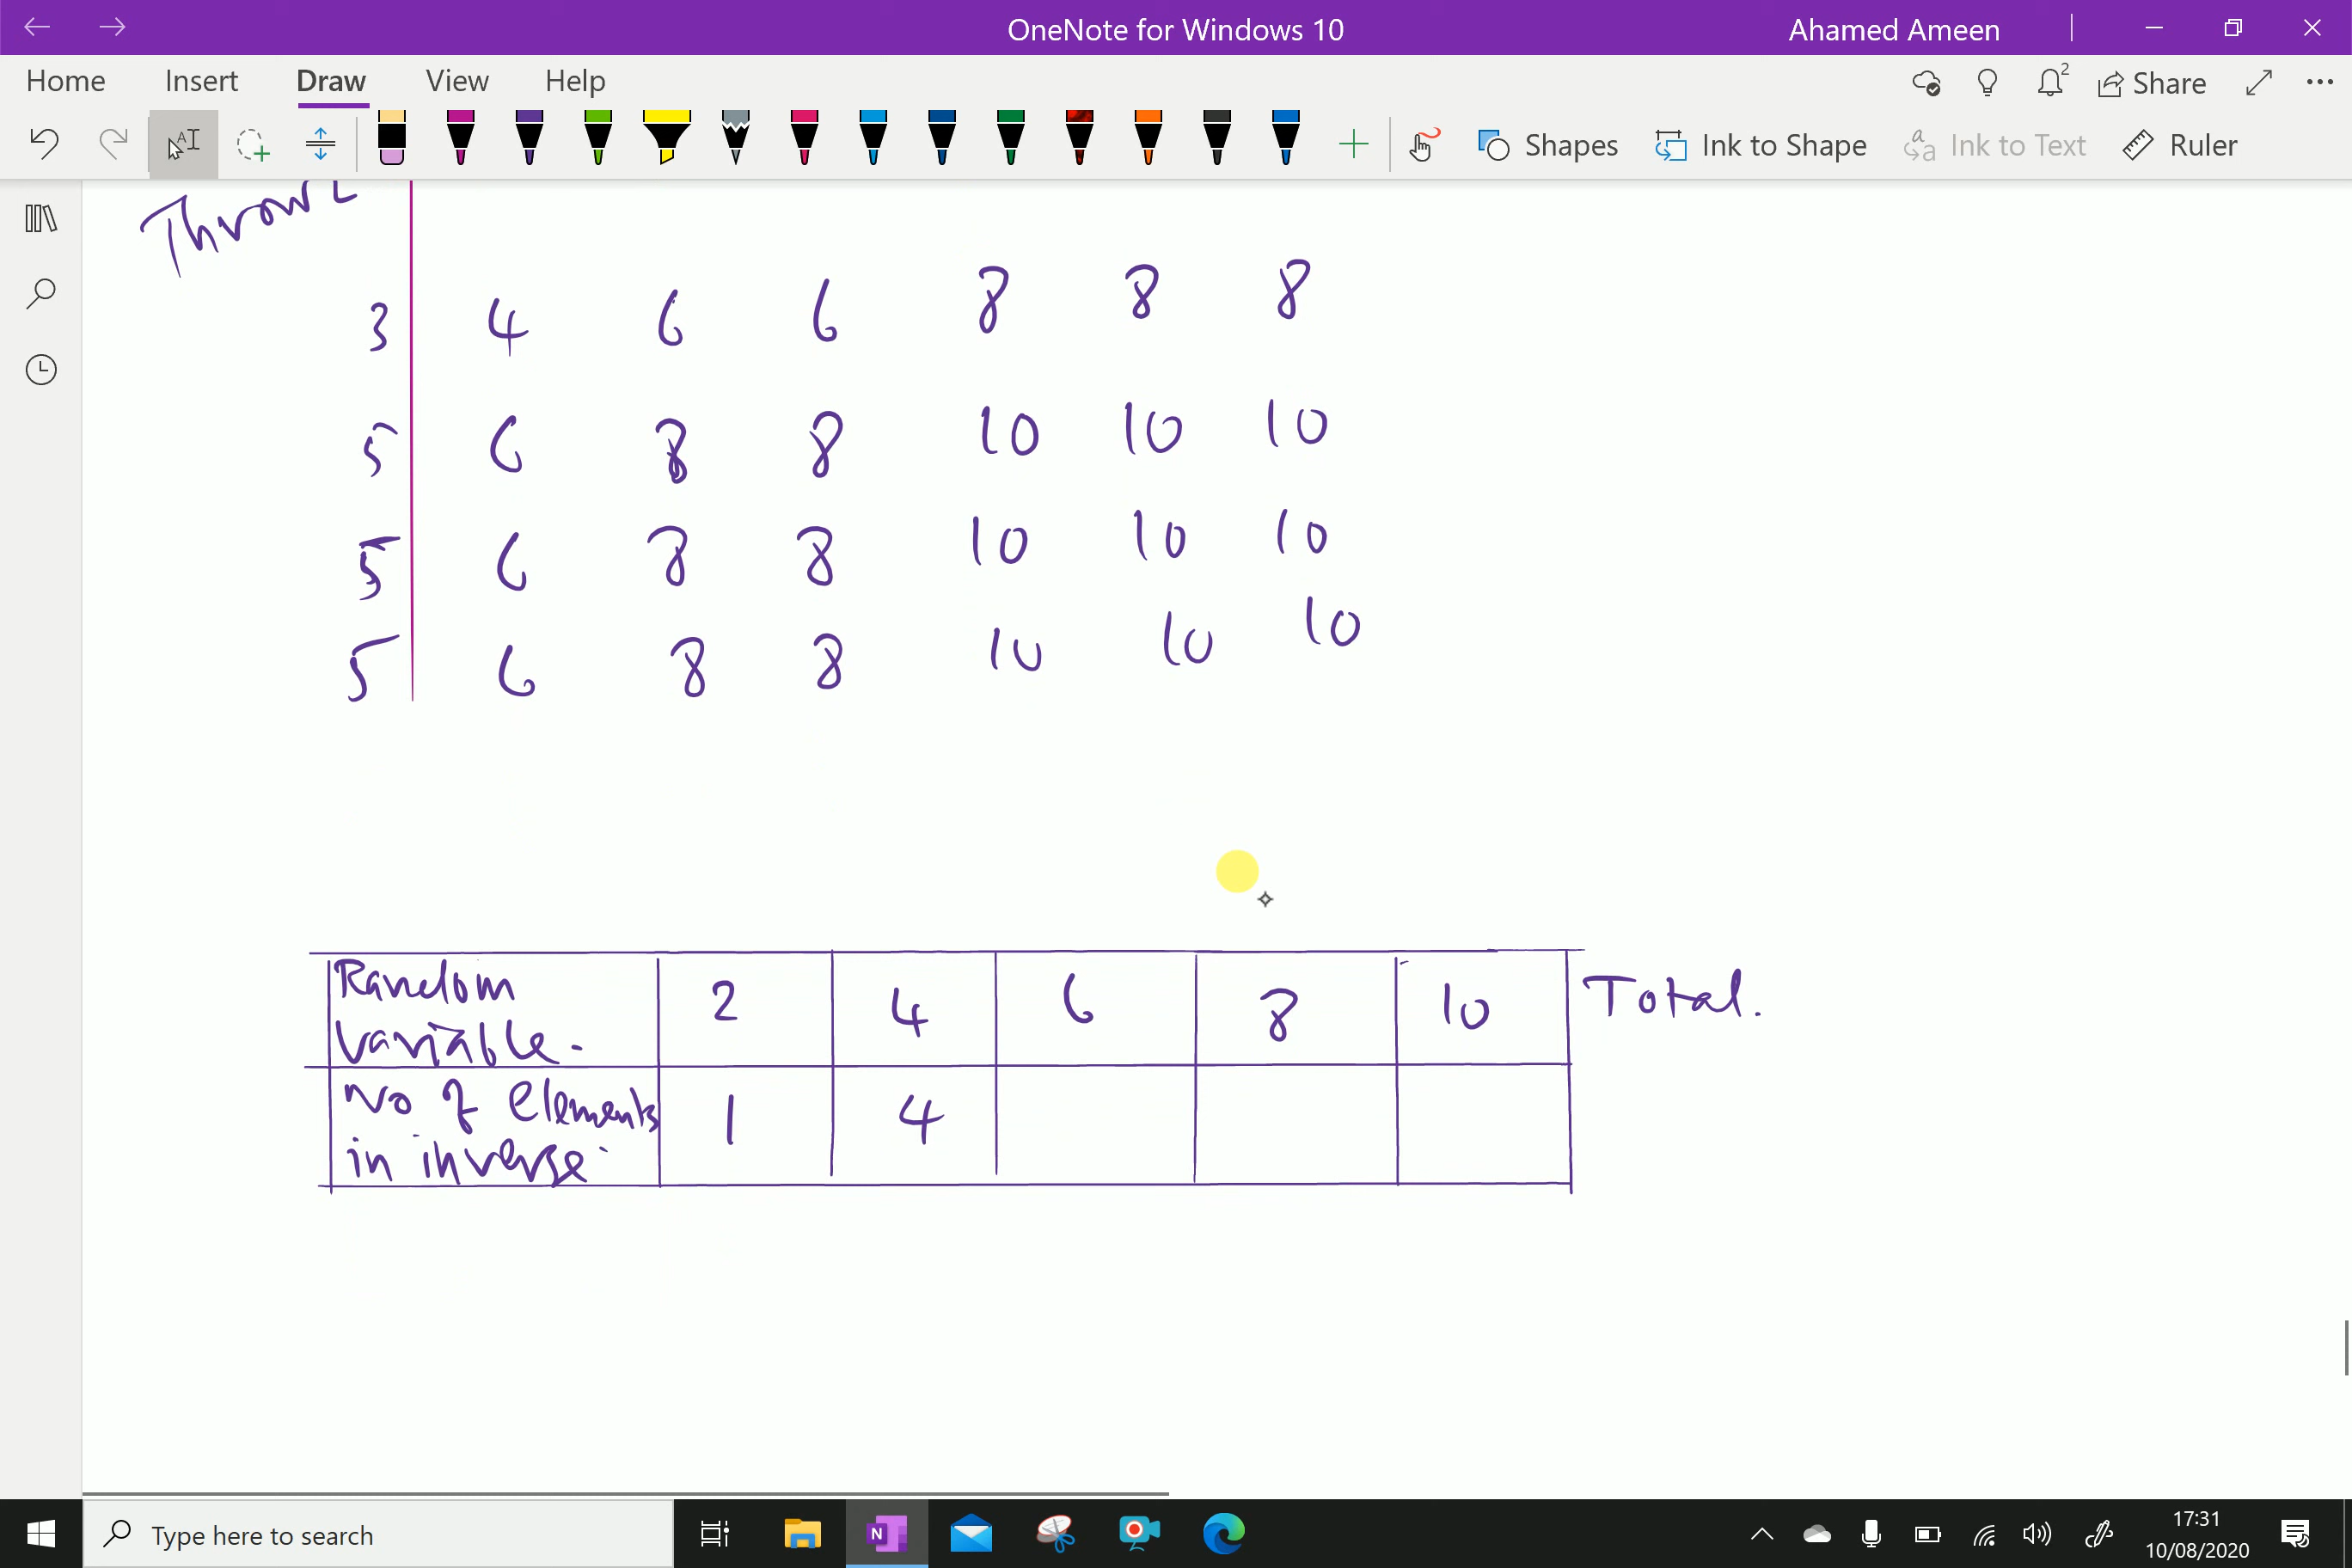 OneNote for Windows 10
Ahamed Ameen
Home Insert Draw View Help
2 Share
Shapes Ink to Shape Ink to Text Ruler
Throw 2
3 4 6 6 8 8 8
5 6 8 8 10 10 10
5 6 8 8 10 10 10
5 6 8 8 10 10 10
Random variable. 2 4 6 8 10 Total.
No of elements in inverse 1 4
Type here to search
17:31
10/08/2020